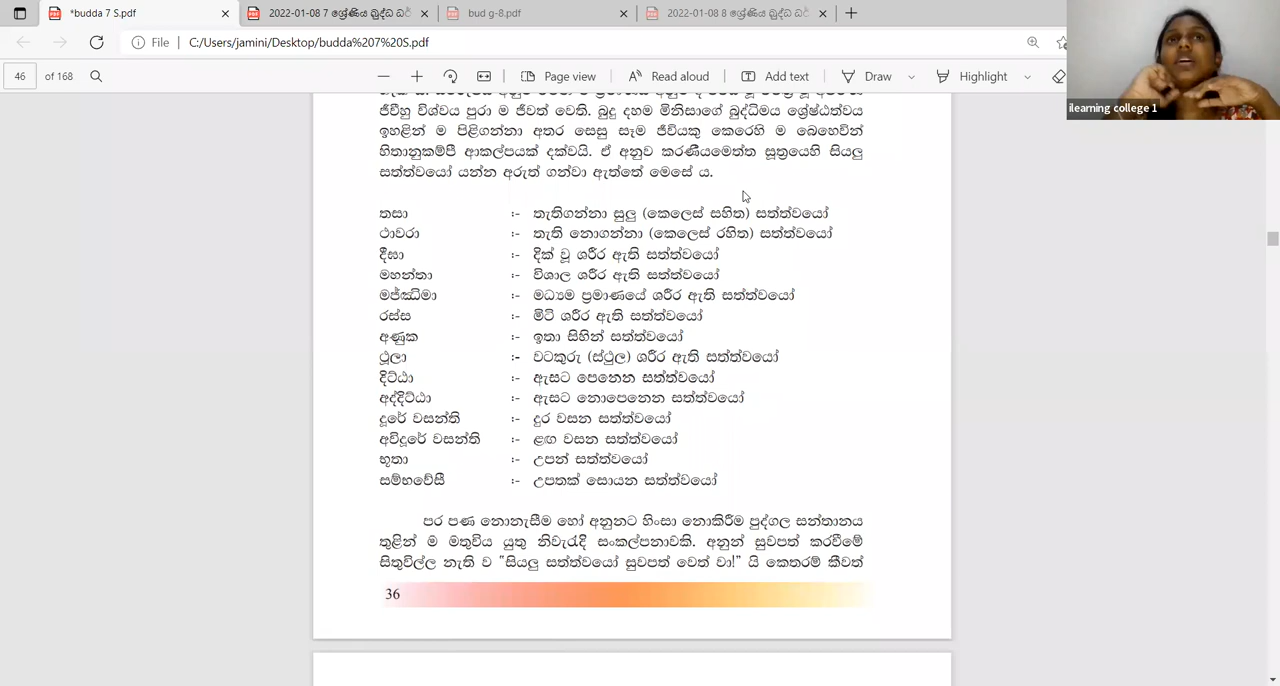 *budda 7 S.pdf
2022-01-08 7 ශ්‍රේණිය බුද්ධ ධර්
bud g-8.pdf
2022-01-08 8 ශ්‍රේණිය බුද්ධ ධර්
File
C:/Users/jamini/Desktop/budda%207%20S.pdf
46 of 168
Page view
Read aloud
Add text
Draw
Highlight
ilearning college 1
ජීවීහු විශ්වය පුරා ම ජීවත් වෙති. බුදු දහම මිනිසාගේ බුද්ධිමය ශ්‍රේෂ්ඨත්වය
ඉහළින් ම පිළිගන්නා අතර සෙසු සෑම ජීවියකු කෙරෙහි ම බෙහෙවින්
හිතානුකම්පී ආකල්පයක් දක්වයි. ඒ අනුව කරණීයමෙත්ත සූත්‍රයෙහි සියලු
සත්ත්වයෝ යන්න අරුත් ගන්වා ඇත්තේ මෙසේ ය.
තසා :- තැතිගන්නා සුලු (කෙලෙස් සහිත) සත්ත්වයෝ
ථාවරා :- තැති නොගන්නා (කෙලෙස් රහිත) සත්ත්වයෝ
දීඝා :- දික් වූ ශරීර ඇති සත්ත්වයෝ
මහන්තා :- විශාල ශරීර ඇති සත්ත්වයෝ
මජ්ඣිමා :- මධ්‍යම ප්‍රමාණයේ ශරීර ඇති සත්ත්වයෝ
රස්ස :- මිටි ශරීර ඇති සත්ත්වයෝ
අණුක :- ඉතා සිහින් සත්ත්වයෝ
ථූලා :- වටකුරු (ස්ථුල) ශරීර ඇති සත්ත්වයෝ
දිට්ඨා :- ඇසට පෙනෙන සත්ත්වයෝ
අද්දිට්ඨා :- ඇසට නොපෙනෙන සත්ත්වයෝ
දූරේ වසන්ති :- දුර වසන සත්ත්වයෝ
අවිදූරේ වසන්ති :- ළඟ වසන සත්ත්වයෝ
භූතා :- උපන් සත්ත්වයෝ
සම්භවේසී :- උපතක් සොයන සත්ත්වයෝ
පර පණ නොනැසීම හෝ අනුනට හිංසා නොකිරීම පුද්ගල සන්තානය
තුළින් ම මතුවිය යුතු නිවැරැදි සංකල්පනාවකි. අනුන් සුවපත් කරවීමේ
සිතුවිල්ල නැති ව "සියලු සත්ත්වයෝ සුවපත් වෙත් වා!" යි කෙතරම් කීවත්
36